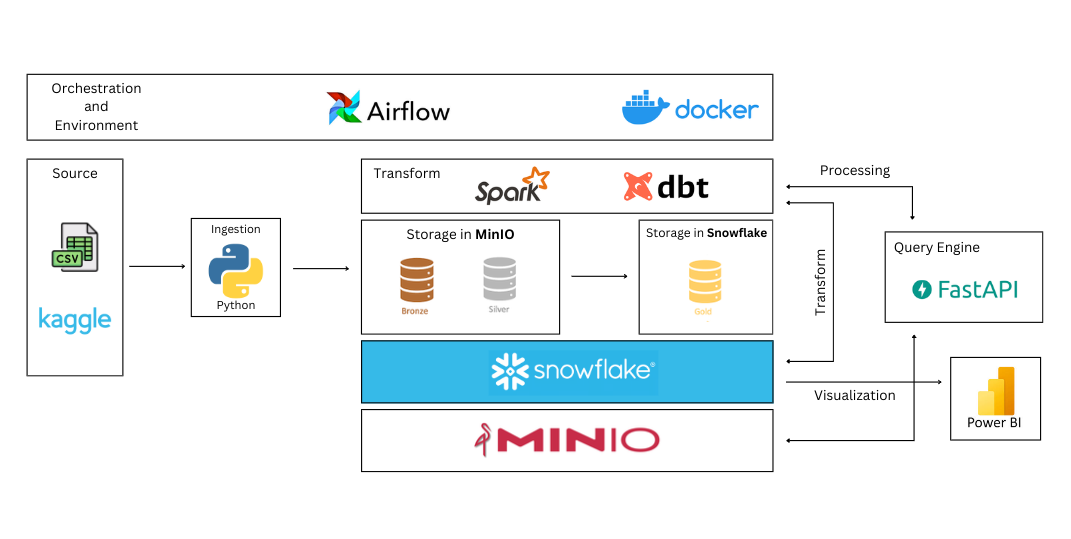 Orchestration
and
Environment
Airflow
docker
Source
CSV
kaggle
Ingestion
Python
Transform
Spark
dbt
Storage in MinIO
Bronze
Silver
Storage in Snowflake
Gold
snowflake®
MINIO
Processing
Transform
Visualization
Query Engine
FastAPI
Power BI